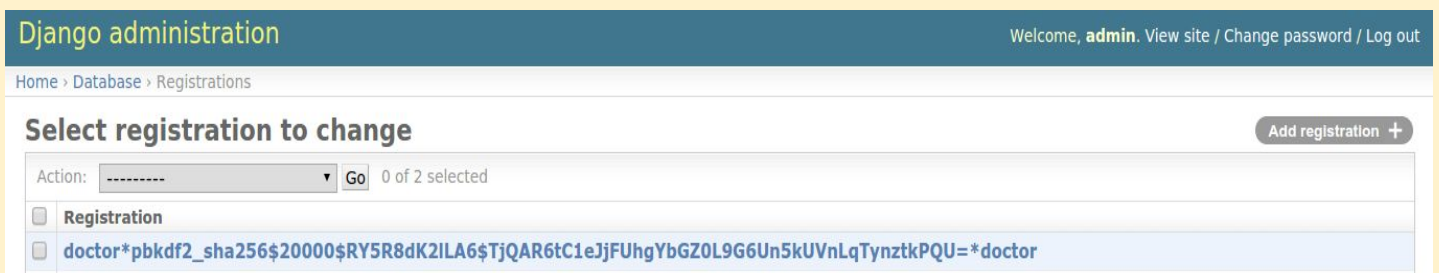 Django administration
Welcome, admin. View site / Change password / Log out
Home › Database › Registrations
Select registration to change
Add registration +
Action: --------- Go 0 of 2 selected
Registration
doctor*pbkdf2_sha256$20000$RY5R8dK2ILA6$TjQAR6tC1eJjFUhgYbGZ0L9G6Un5kUVnLqTynztkPQU=*doctor